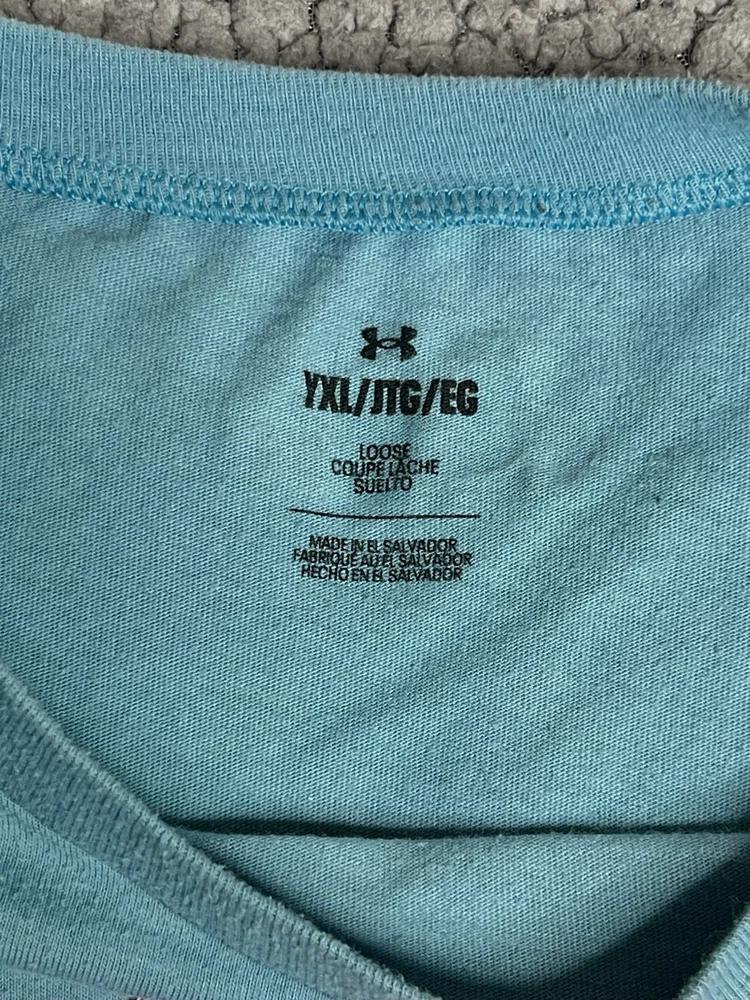 YXL/JTG/EG
LOOSE
COUPE LÂCHE
SUELTO
MADE IN EL SALVADOR
FABRIQUÉ AU EL SALVADOR
HECHO EN EL SALVADOR